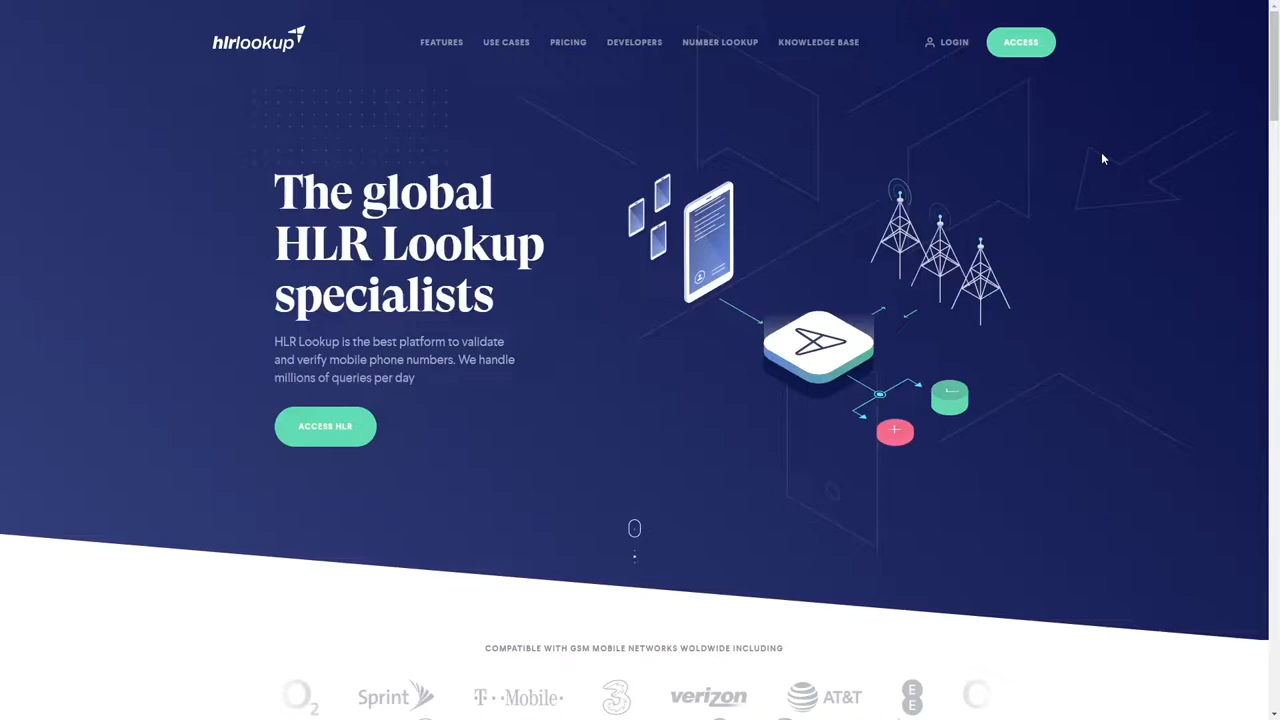 hlrlookup
FEATURES
USE CASES
PRICING
DEVELOPERS
NUMBER LOOKUP
KNOWLEDGE BASE
LOGIN
ACCESS
The global
HLR Lookup
specialists
HLR Lookup is the best platform to validate
and verify mobile phone numbers. We handle
millions of queries per day
ACCESS HLR
COMPATIBLE WITH GSM MOBILE NETWORKS WOLDWIDE INCLUDING
O2
Sprint
T··Mobile·
3
verizon
AT&T
EE